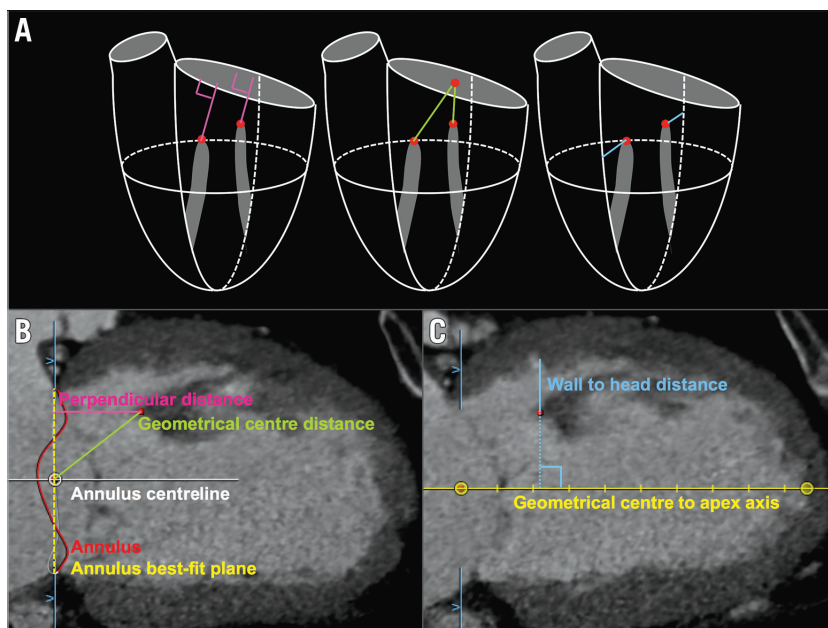 A
B
Perpendicular distance
Geometrical centre distance
Annulus centreline
Annulus
Annulus best-fit plane
C
Wall to head distance
Geometrical centre to apex axis